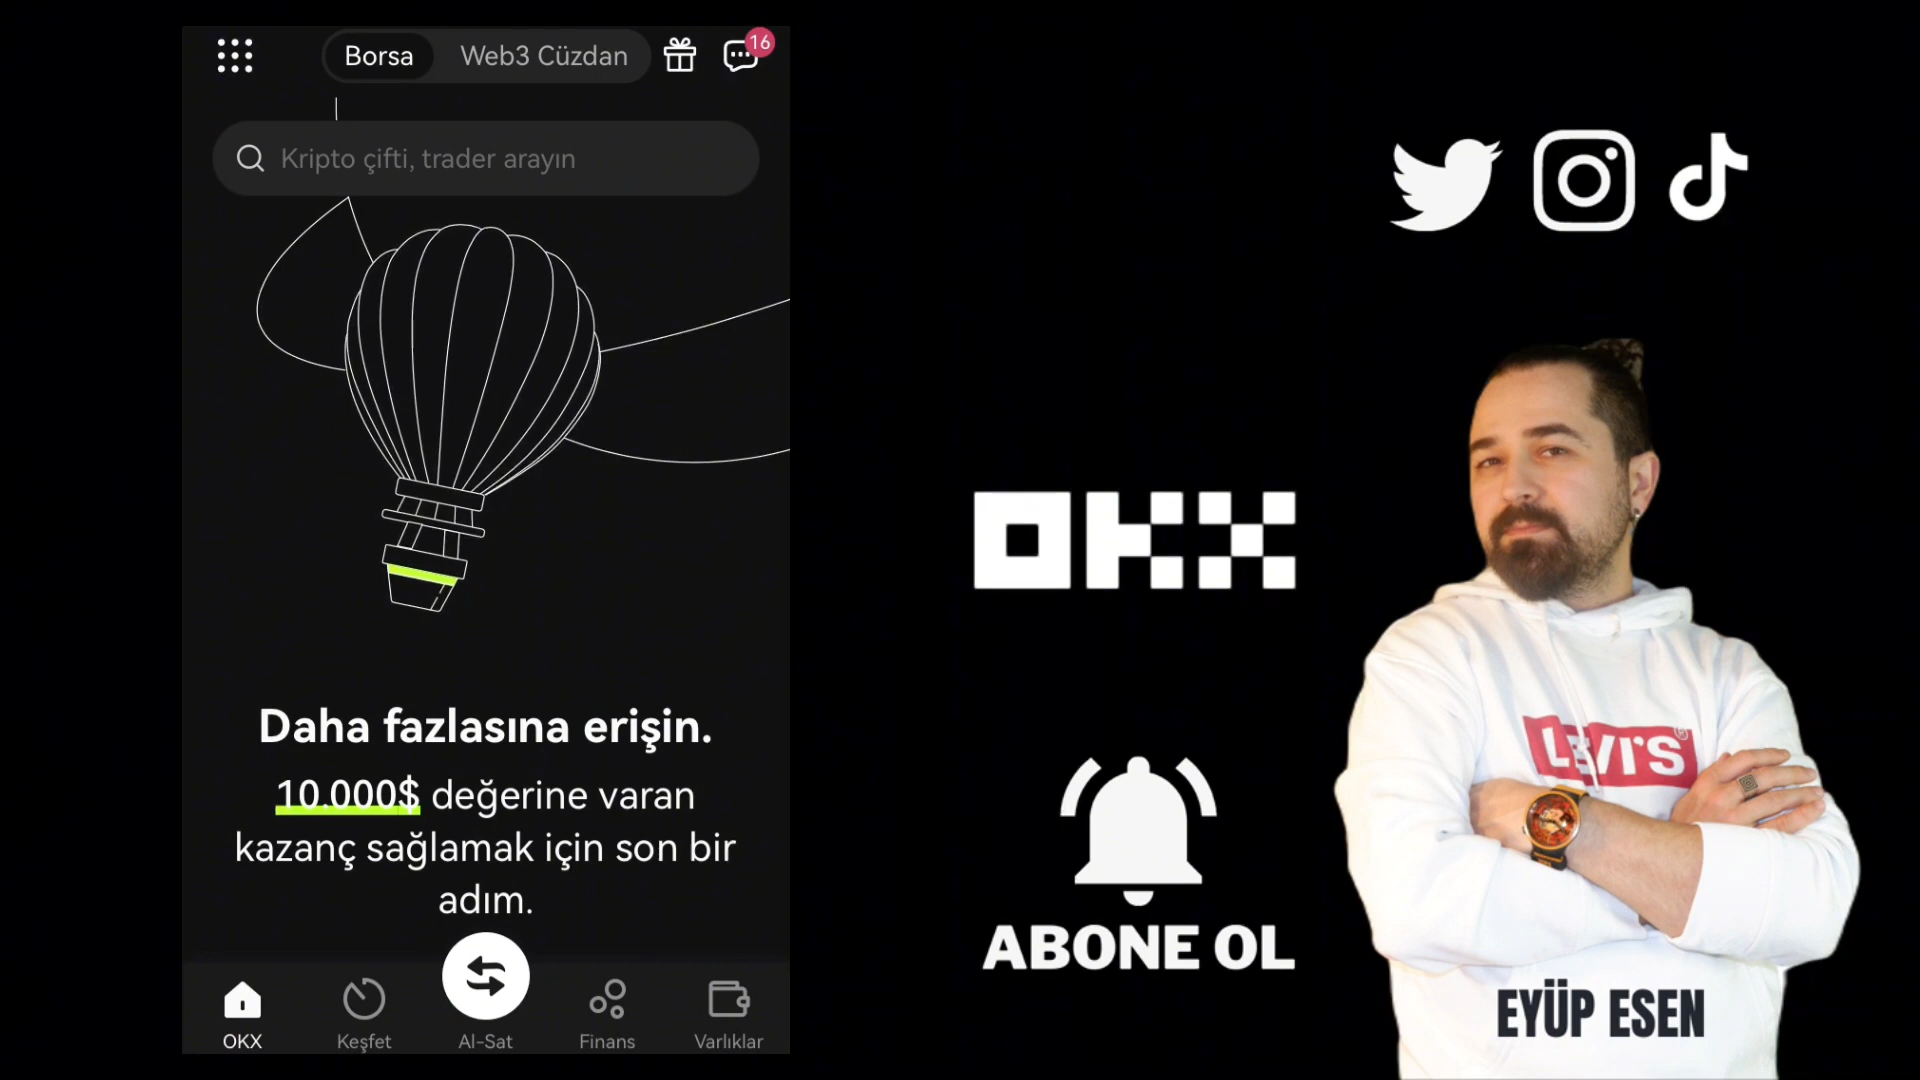 Borsa
Web3 Cüzdan
16
Kripto çifti, trader arayın
Daha fazlasına erişin.
10.000$ değerine varan
kazanç sağlamak için son bir
adım.
OKX
Keşfet
Al-Sat
Finans
Varlıklar
OKX
ABONE OL
LEVI'S
EYÜP ESEN